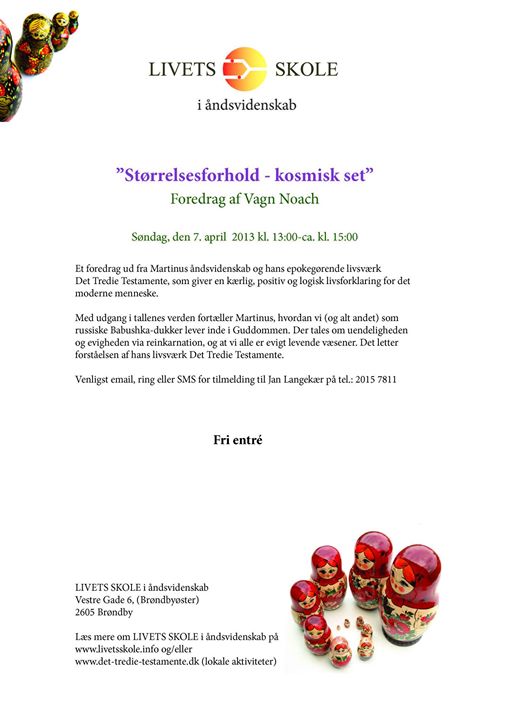 LIVETS SKOLE
i åndsvidenskab
”Størrelsesforhold - kosmisk set”
Foredrag af Vagn Noach
Søndag, den 7. april 2013 kl. 13:00-ca. kl. 15:00
Et foredrag ud fra Martinus åndsvidenskab og hans epokegørende livsværk
Det Tredie Testamente, som giver en kærlig, positiv og logisk livsforklaring for det
moderne menneske.
Med udgang i tallenes verden fortæller Martinus, hvordan vi (og alt andet) som
russiske Babushka-dukker lever inde i Guddommen. Der tales om uendeligheden
og evigheden via reinkarnation, og at vi alle er evigt levende væsener. Det letter
forståelsen af hans livsværk Det Tredie Testamente.
Venligst email, ring eller SMS for tilmelding til Jan Langekær på tel.: 2015 7811
Fri entré
LIVETS SKOLE i åndsvidenskab
Vestre Gade 6, (Brøndbyøster)
2605 Brøndby
Læs mere om LIVETS SKOLE i åndsvidenskab på
www.livetsskole.info og/eller
www.det-tredie-testamente.dk (lokale aktiviteter)